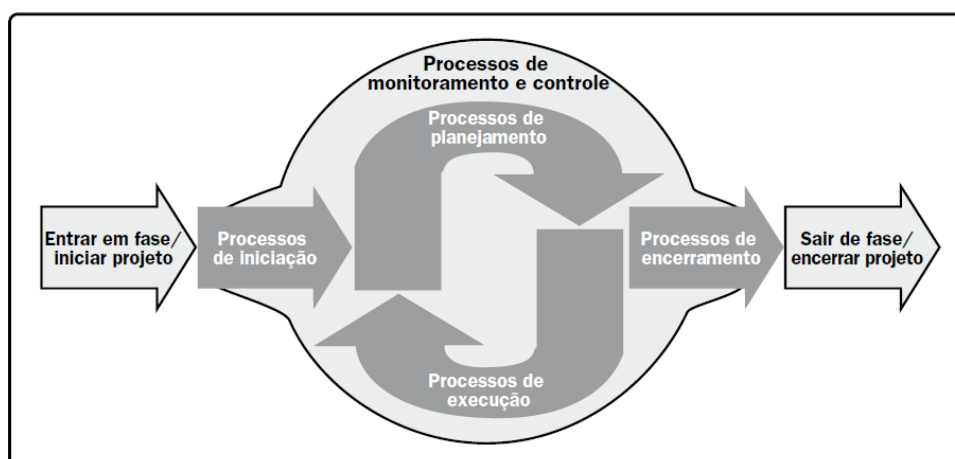 Processos de
monitoramento e controle
Processos de
planejamento
Entrar em fase/
iniciar projeto
Processos
de iniciação
Processos de
encerramento
Sair de fase/
encerrar projeto
Processos de
execução